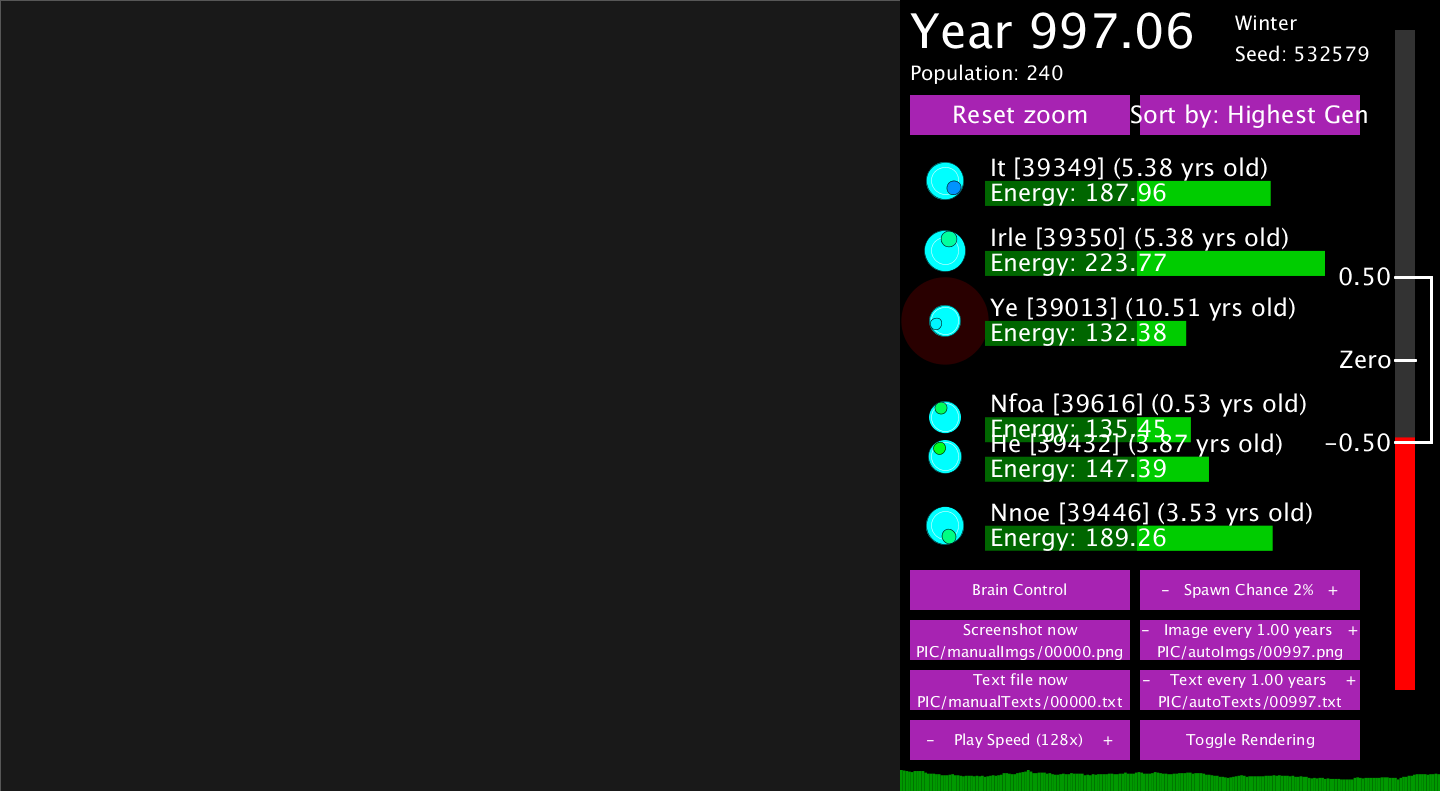 Year 997.06
Winter
Seed: 532579
Population: 240
Reset zoom
Sort by: Highest Gen
It [39349] (5.38 yrs old)
Energy: 187.96
Irle [39350] (5.38 yrs old)
Energy: 223.77
0.50
Ye [39013] (10.51 yrs old)
Energy: 132.38
Zero
Nfoa [39616] (0.53 yrs old)
Energy: 135.45
He [39432] (3.87 yrs old)
-0.50
Energy: 147.39
Nnoe [39446] (3.53 yrs old)
Energy: 189.26
Brain Control
- Spawn Chance 2% +
Screenshot now
PIC/manualImgs/00000.png
- Image every 1.00 years +
PIC/autoImgs/00997.png
Text file now
PIC/manualTexts/00000.txt
- Text every 1.00 years +
PIC/autoTexts/00997.txt
- Play Speed (128x) +
Toggle Rendering